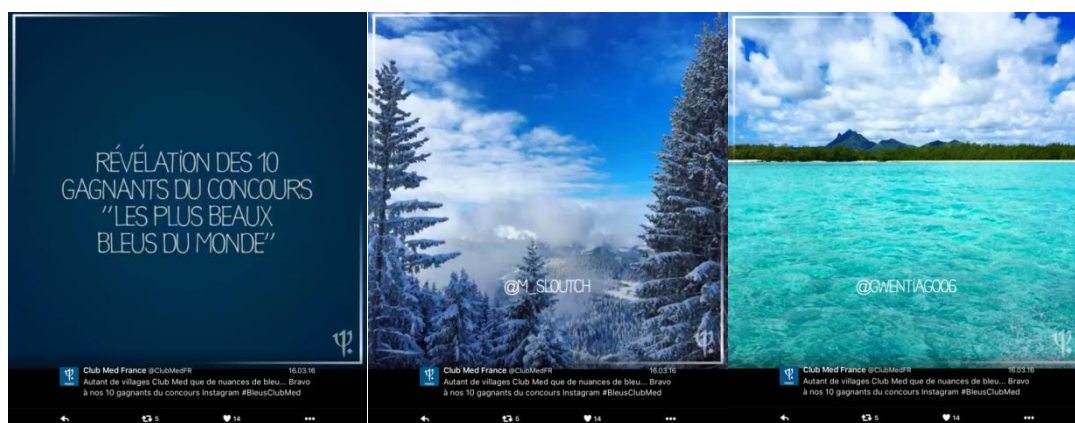 RÉVÉLATION DES 10
GAGNANTS DU CONCOURS
"LES PLUS BEAUX
BLEUS DU MONDE"
Club Med France @ClubMedFR 16.03.16
Autant de villages Club Med que de nuances de bleu... Bravo
à nos 10 gagnants du concours Instagram #BleusClubMed
5 14
@M_SLOUTCH
Club Med France @ClubMedFR 16.03.16
Autant de villages Club Med que de nuances de bleu... Bravo
à nos 10 gagnants du concours Instagram #BleusClubMed
5 14
@GWENTIAGO06
Club Med France @ClubMedFR 16.03.16
Autant de villages Club Med que de nuances de bleu... Bravo
à nos 10 gagnants du concours Instagram #BleusClubMed
5 14